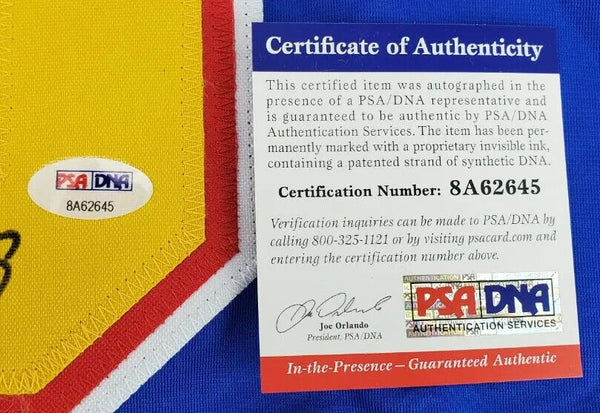 Certificate of Authenticity
This certified item was autographed in the
presence of a PSA/DNA representative and
is guaranteed to be authentic by PSA/DNA
Authentication Services. The item has been per-
manently marked with a proprietary invisible ink,
containing a patented strand of synthetic DNA.
Certification Number: 8A62645
Verification inquiries can be made to PSA/DNA by
calling 800-325-1121 or by visiting psacard.com and
entering the certification number above.
Joe Orlando
President, PSA/DNA
AUTHENTICATION PSA
PSA DNA
AUTHENTICATION SERVICES
In-the-Presence – Guaranteed Authentic
PSA DNA
8A62645